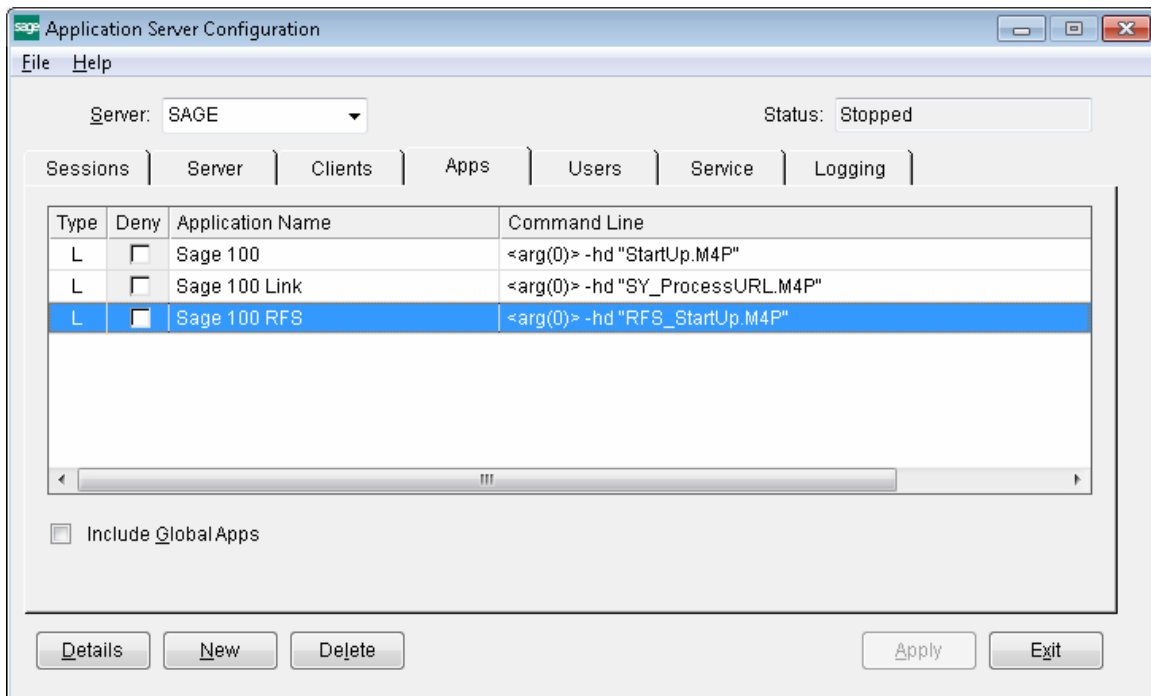 sage Application Server Configuration
File Help
Server: SAGE Status: Stopped
Sessions Server Clients Apps Users Service Logging
Type Deny Application Name Command Line
L Sage 100 <arg(0)> -hd "StartUp.M4P"
L Sage 100 Link <arg(0)> -hd "SY_ProcessURL.M4P"
L Sage 100 RFS <arg(0)> -hd "RFS_StartUp.M4P"
Include Global Apps
Details New Delete Apply Exit